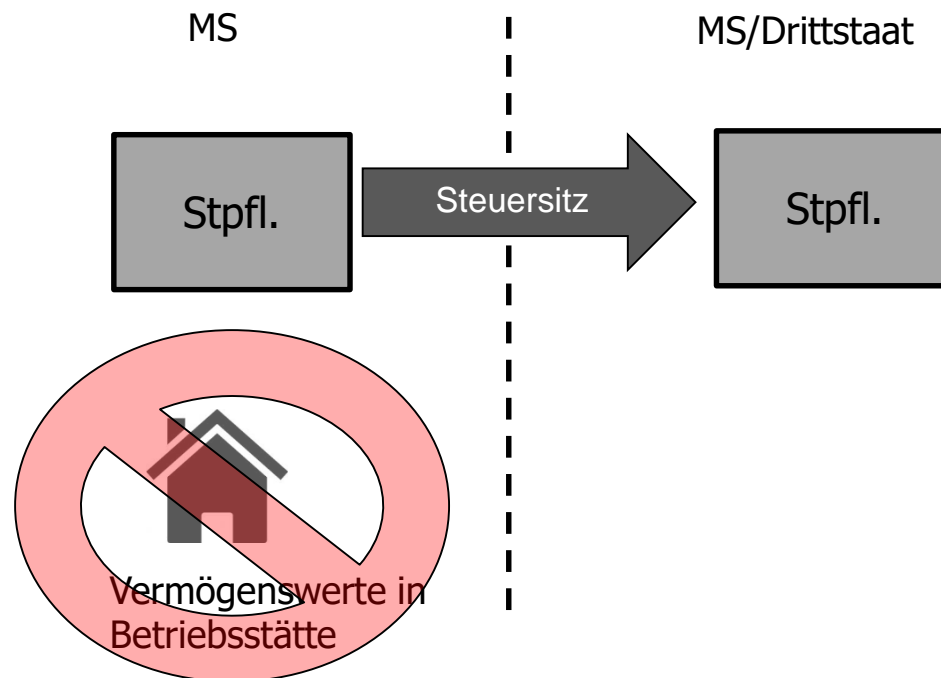 MS
MS/Drittstaat
Stpfl.
Steuersitz
Stpfl.
Vermögenswerte in
Betriebsstätte